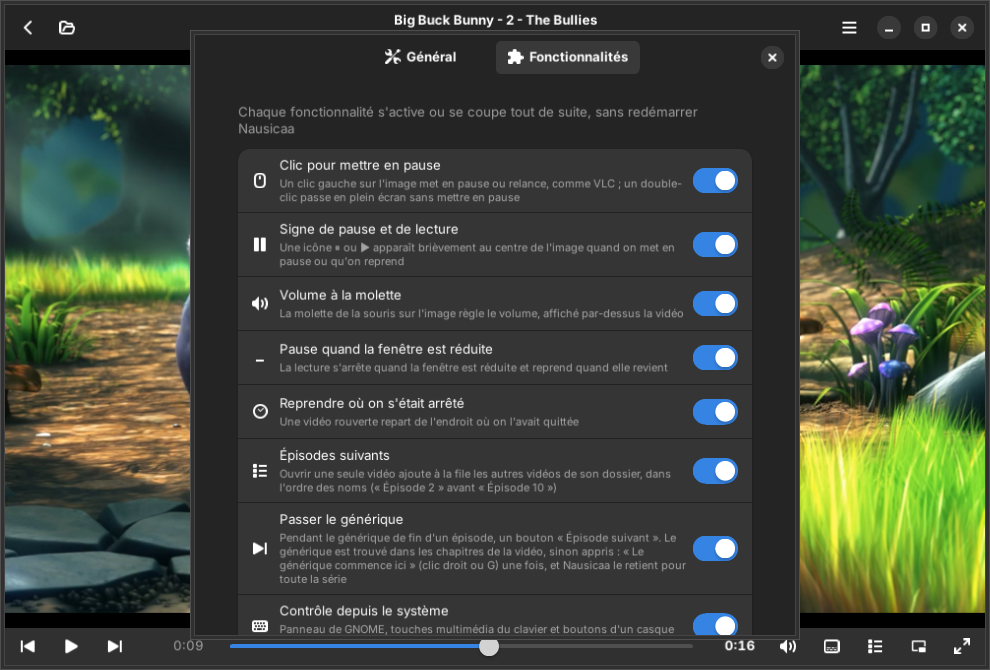 Big Buck Bunny - 2 - The Bullies
Général
Fonctionnalités
Chaque fonctionnalité s'active ou se coupe tout de suite, sans redémarrer
Nausicaa
Clic pour mettre en pause
Un clic gauche sur l'image met en pause ou relance, comme VLC ; un double-
clic passe en plein écran sans mettre en pause
Signe de pause et de lecture
Une icône ⏸ ou ▶ apparaît brièvement au centre de l'image quand on met en
pause ou qu'on reprend
Volume à la molette
La molette de la souris sur l'image règle le volume, affiché par-dessus la vidéo
Pause quand la fenêtre est réduite
La lecture s'arrête quand la fenêtre est réduite et reprend quand elle revient
Reprendre où on s'était arrêté
Une vidéo rouverte repart de l'endroit où on l'avait quittée
Épisodes suivants
Ouvrir une seule vidéo ajoute à la file les autres vidéos de son dossier, dans
l'ordre des noms (« Épisode 2 » avant « Épisode 10 »)
Passer le générique
Pendant le générique de fin d'un épisode, un bouton « Épisode suivant ». Le
générique est trouvé dans les chapitres de la vidéo, sinon appris : « Le
générique commence ici » (clic droit ou G) une fois, et Nausicaa le retient pour
toute la série
Contrôle depuis le système
Panneau de GNOME, touches multimédia du clavier et boutons d'un casque
0:09
0:16